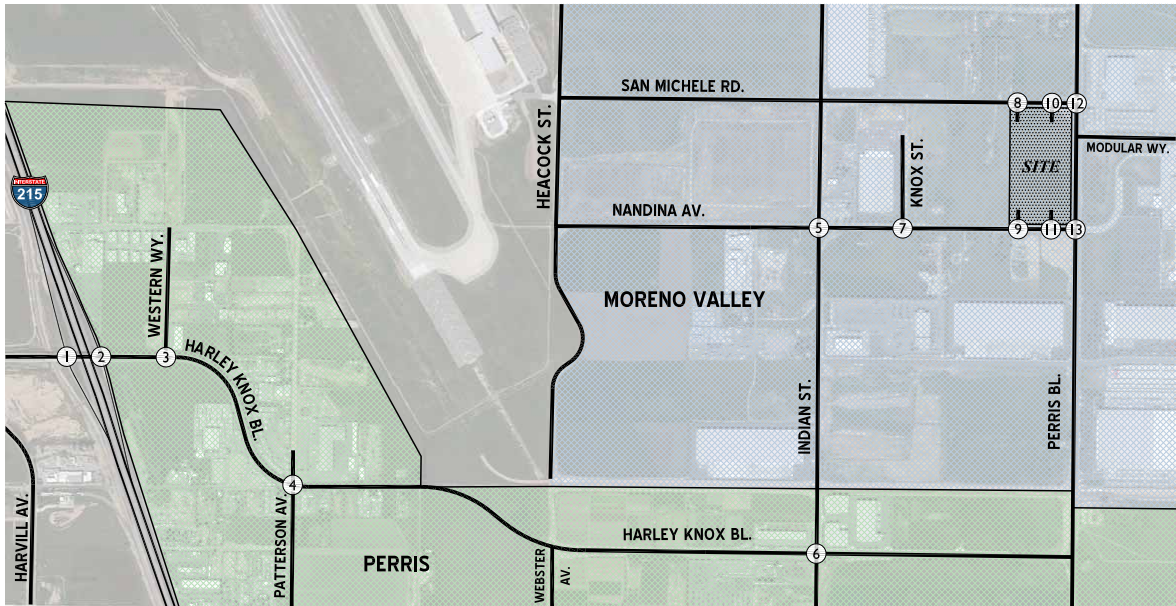 SAN MICHELE RD.
8
10
12
HEACOCK ST.
KNOX ST.
MODULAR WY.
SITE
INTERSTATE
215
NANDINA AV.
5
7
9
11
13
WESTERN WY.
MORENO VALLEY
1
2
3
HARLEY KNOX BL.
INDIAN ST.
PERRIS BL.
HARVILL AV.
4
PATTERSON AV.
HARLEY KNOX BL.
6
PERRIS
WEBSTER
AV.